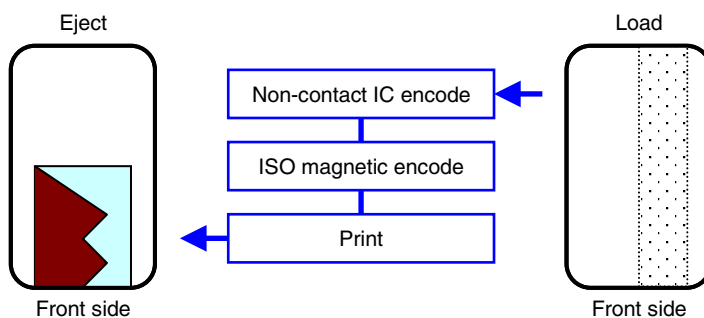 Eject
Load
Non-contact IC encode
ISO magnetic encode
Print
Front side
Front side